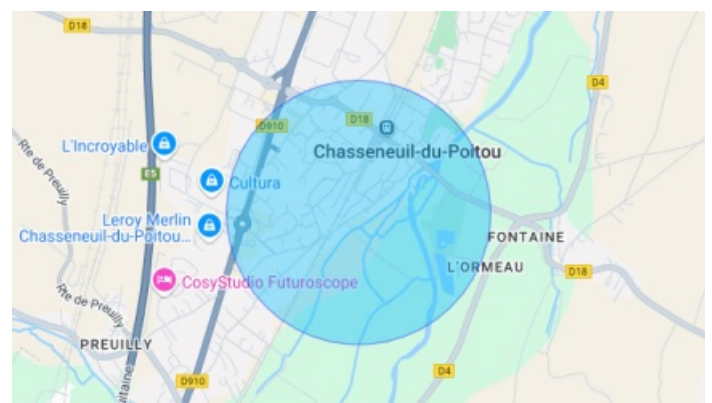 D18
D4
D910
D18
L'Incroyable
Chasseneuil-du-Poitou
Rte de Preuilly
E5
Cultura
Leroy Merlin
Chasseneuil-du-Poitou...
FONTAINE
L'ORMEAU
D18
CosyStudio Futuroscope
Rte de Preuilly
PREUILLY
D4
D910
uitaine